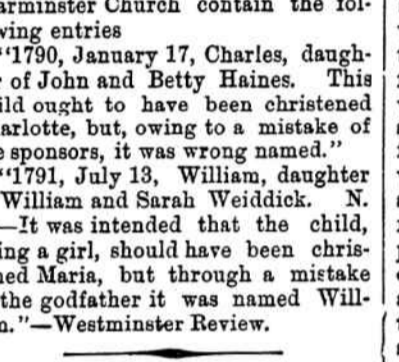 arminster Church contain the fol-
wing entries
"1790, January 17, Charles, daugh-
r of John and Betty Haines. This
ild ought to have been christened
arlotte, but, owing to a mistake of
e sponsors, it was wrong named."
"1791, July 13, William, daughter
William and Sarah Weiddick. N.
—It was intended that the child,
ing a girl, should have been chris-
ned Maria, but through a mistake
the godfather it was named Will-
n."—Westminster Review.